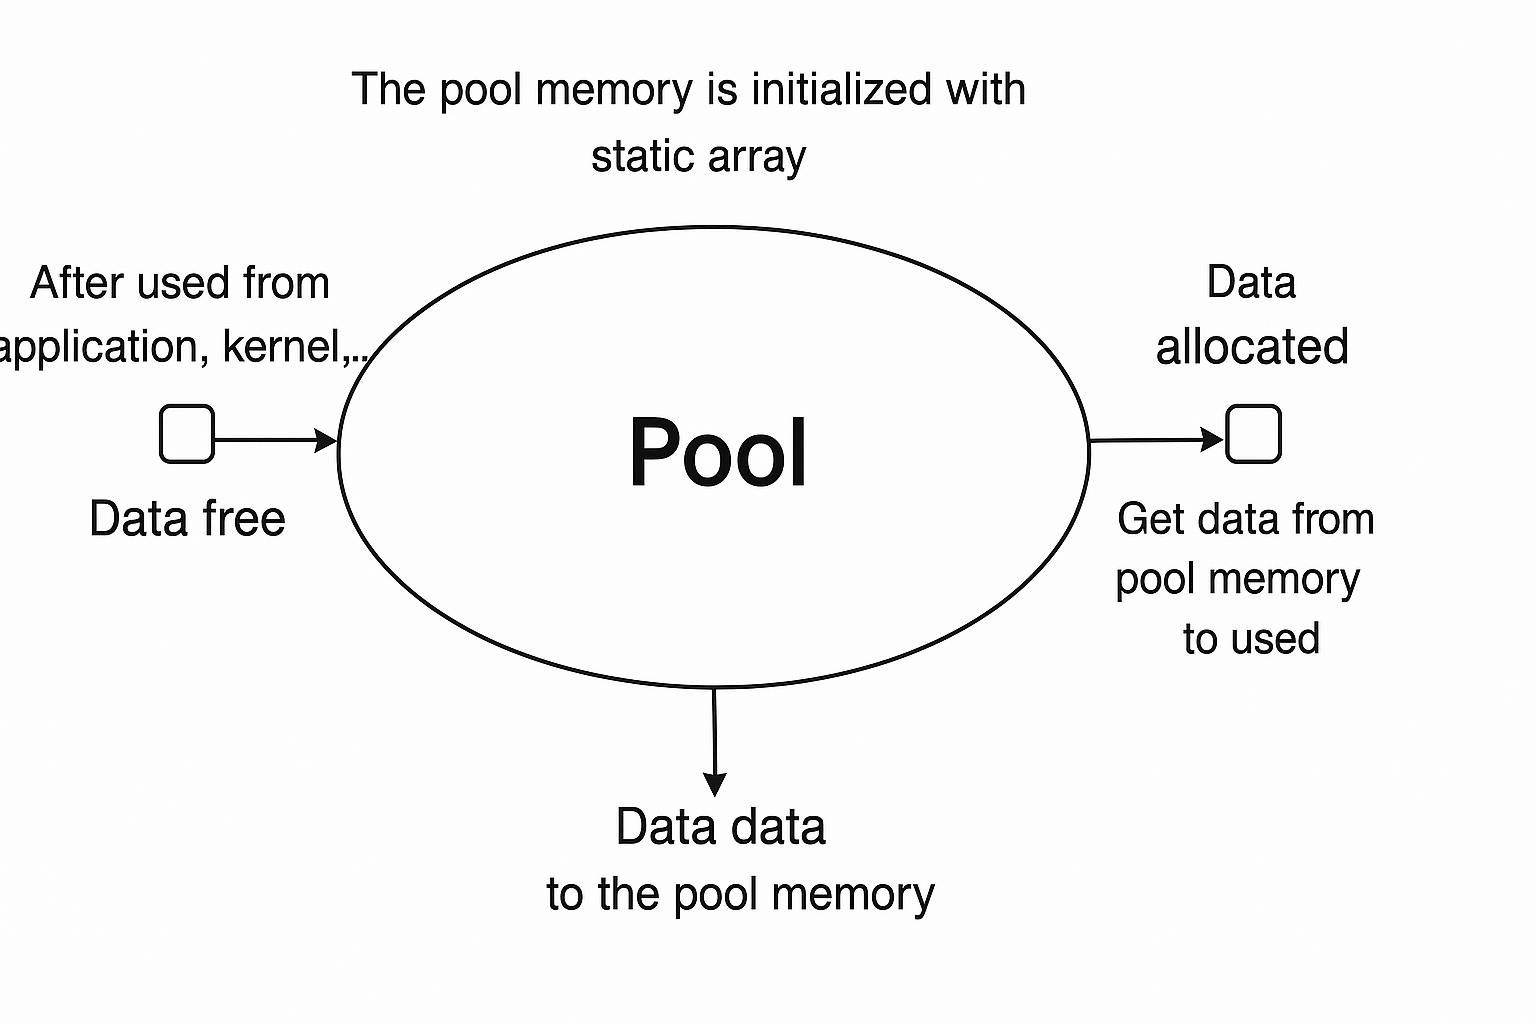 The pool memory is initialized with
static array
After used from
application, kernel,..
Data free
Pool
Data
allocated
Get data from
pool memory
to used
Data data
to the pool memory